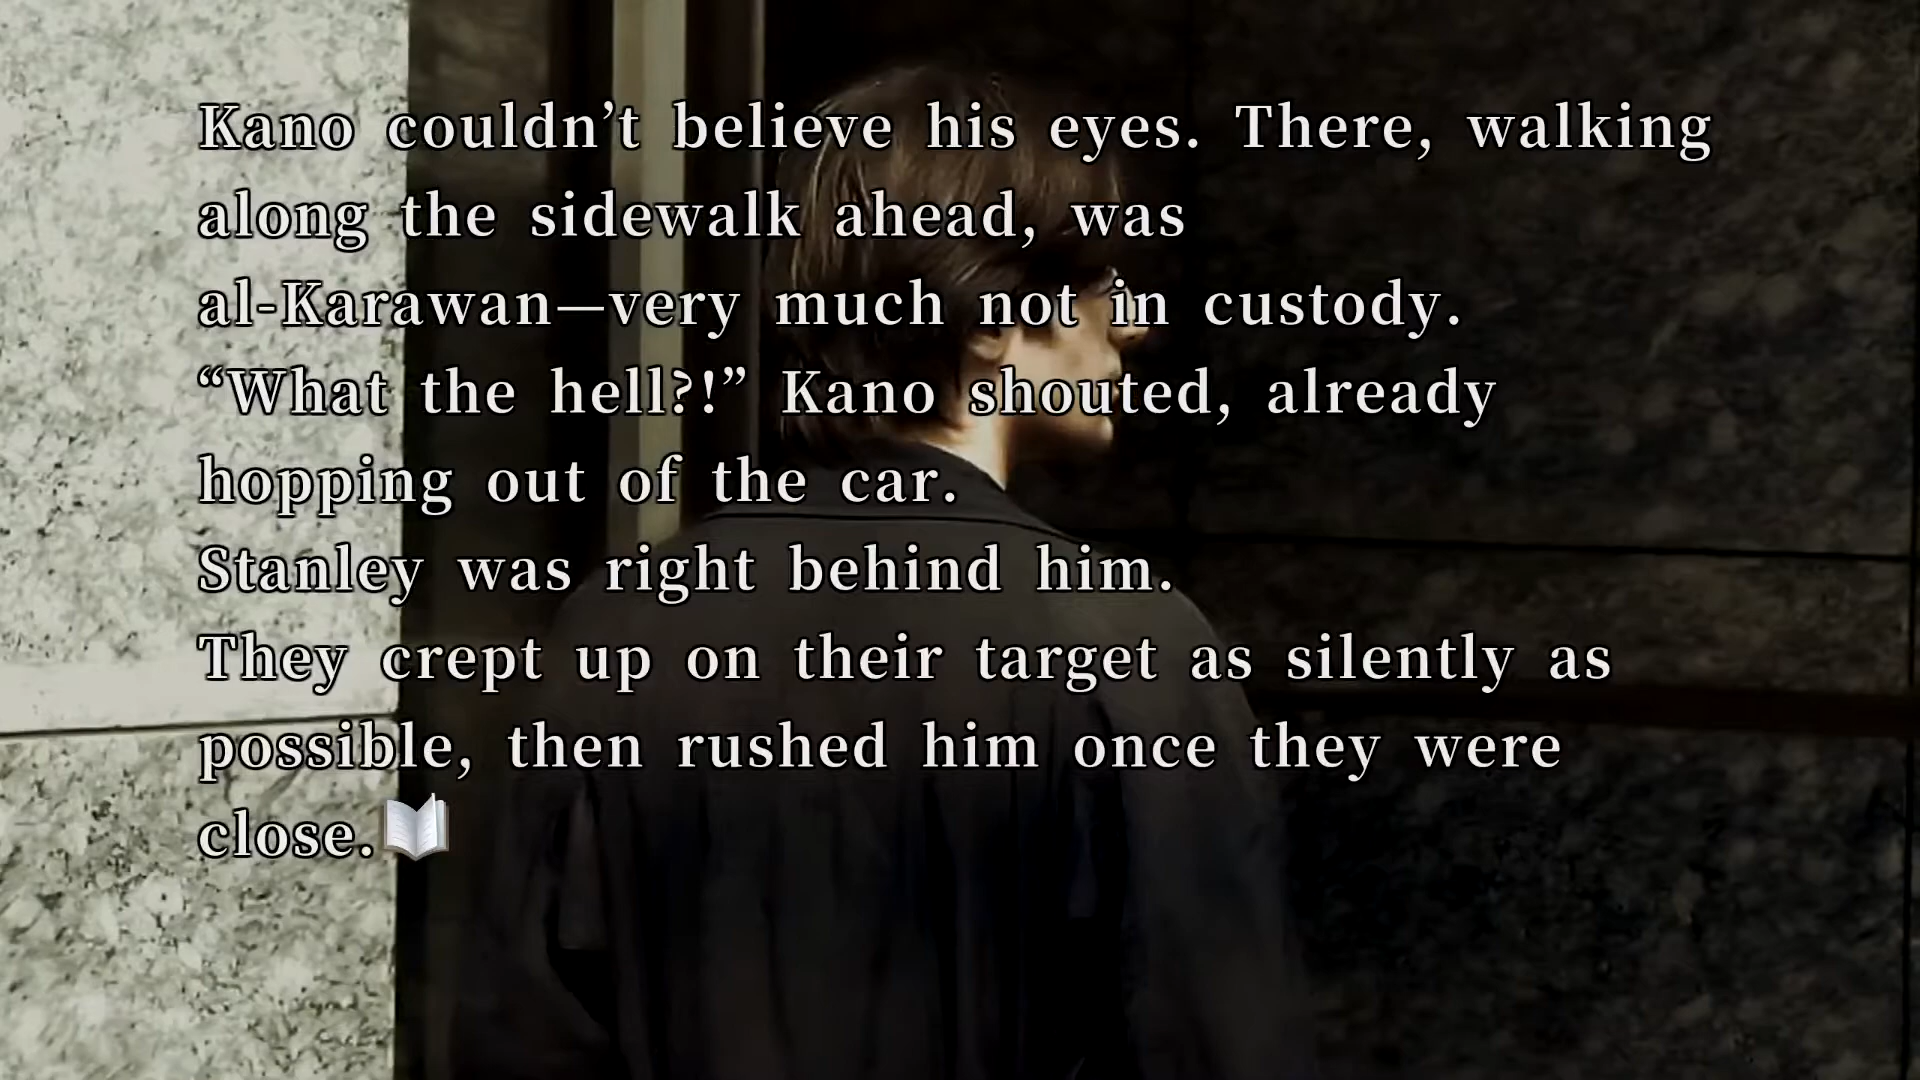 Kano couldn’t believe his eyes. There, walking
along the sidewalk ahead, was
al-Karawan—very much not in custody.
“What the hell?!” Kano shouted, already
hopping out of the car.
Stanley was right behind him.
They crept up on their target as silently as
possible, then rushed him once they were
close.